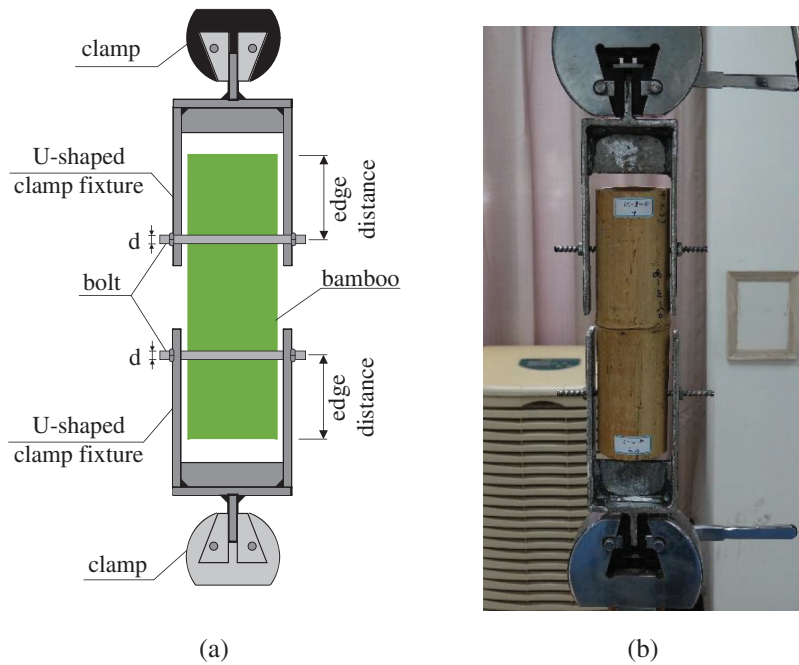 clamp
U-shaped
clamp fixture
edge
distance
d
bolt
bamboo
d
edge
distance
U-shaped
clamp fixture
clamp
(a)
(b)